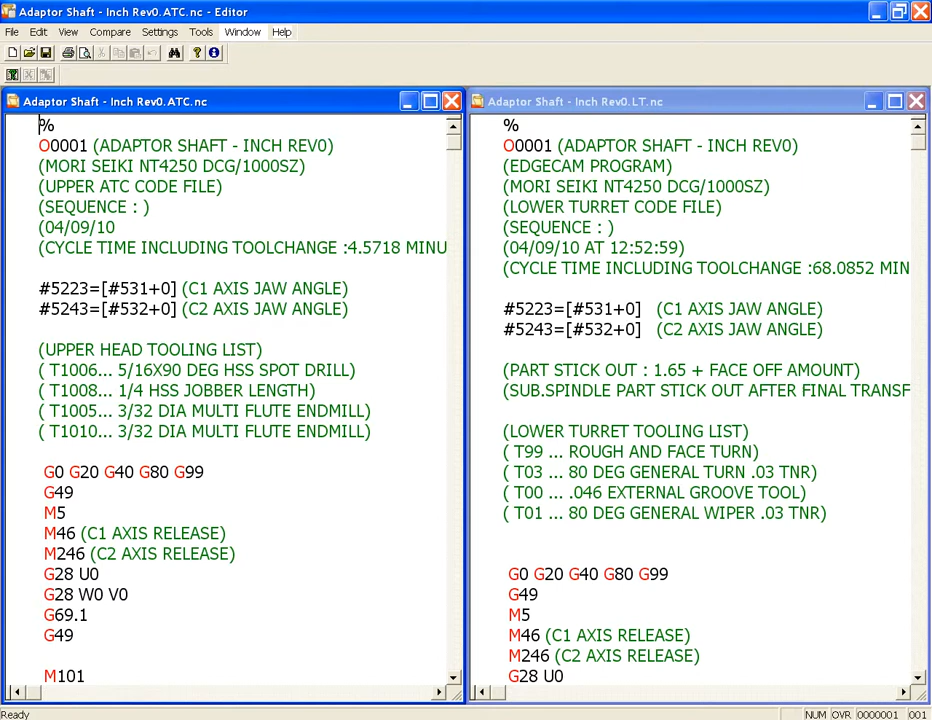 Adaptor Shaft - Inch Rev0.ATC.nc - Editor
File Edit View Compare Settings Tools Window Help
Adaptor Shaft - Inch Rev0.ATC.nc
%
O0001 (ADAPTOR SHAFT - INCH REV0)
(MORI SEIKI NT4250 DCG/1000SZ)
(UPPER ATC CODE FILE)
(SEQUENCE : )
(04/09/10
(CYCLE TIME INCLUDING TOOLCHANGE :4.5718 MINU
#5223=[#531+0] (C1 AXIS JAW ANGLE)
#5243=[#532+0] (C2 AXIS JAW ANGLE)
(UPPER HEAD TOOLING LIST)
( T1006... 5/16X90 DEG HSS SPOT DRILL)
( T1008... 1/4 HSS JOBBER LENGTH)
( T1005... 3/32 DIA MULTI FLUTE ENDMILL)
( T1010... 3/32 DIA MULTI FLUTE ENDMILL)
G0 G20 G40 G80 G99
G49
M5
M46 (C1 AXIS RELEASE)
M246 (C2 AXIS RELEASE)
G28 U0
G28 W0 V0
G69.1
G49
M101
Adaptor Shaft - Inch Rev0.LT.nc
%
O0001 (ADAPTOR SHAFT - INCH REV0)
(EDGECAM PROGRAM)
(MORI SEIKI NT4250 DCG/1000SZ)
(LOWER TURRET CODE FILE)
(SEQUENCE : )
(04/09/10 AT 12:52:59)
(CYCLE TIME INCLUDING TOOLCHANGE :68.0852 MIN
#5223=[#531+0] (C1 AXIS JAW ANGLE)
#5243=[#532+0] (C2 AXIS JAW ANGLE)
(PART STICK OUT : 1.65 + FACE OFF AMOUNT)
(SUB.SPINDLE PART STICK OUT AFTER FINAL TRANSF
(LOWER TURRET TOOLING LIST)
( T99 ... ROUGH AND FACE TURN)
( T03 ... 80 DEG GENERAL TURN .03 TNR)
( T00 ... .046 EXTERNAL GROOVE TOOL)
( T01 ... 80 DEG GENERAL WIPER .03 TNR)
G0 G20 G40 G80 G99
G49
M5
M46 (C1 AXIS RELEASE)
M246 (C2 AXIS RELEASE)
G28 U0
Ready NUM OVR 0000001 001